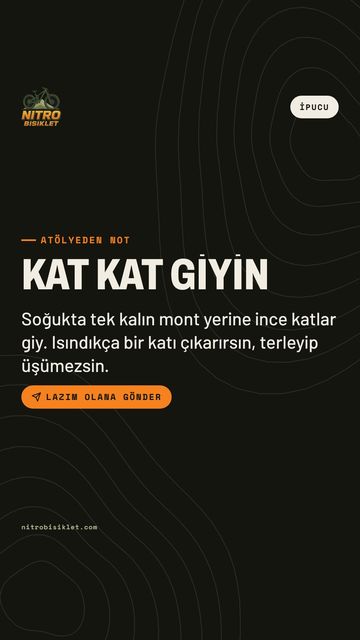 NITRO
BISIKLET
İPUCU
ATÖLYEDEN NOT
KAT KAT GİYİN
Soğukta tek kalın mont yerine ince katlar
giy. Isındıkça bir katı çıkarırsın, terleyip
üşümezsin.
LAZIM OLANA GÖNDER
nitrobisiklet.com